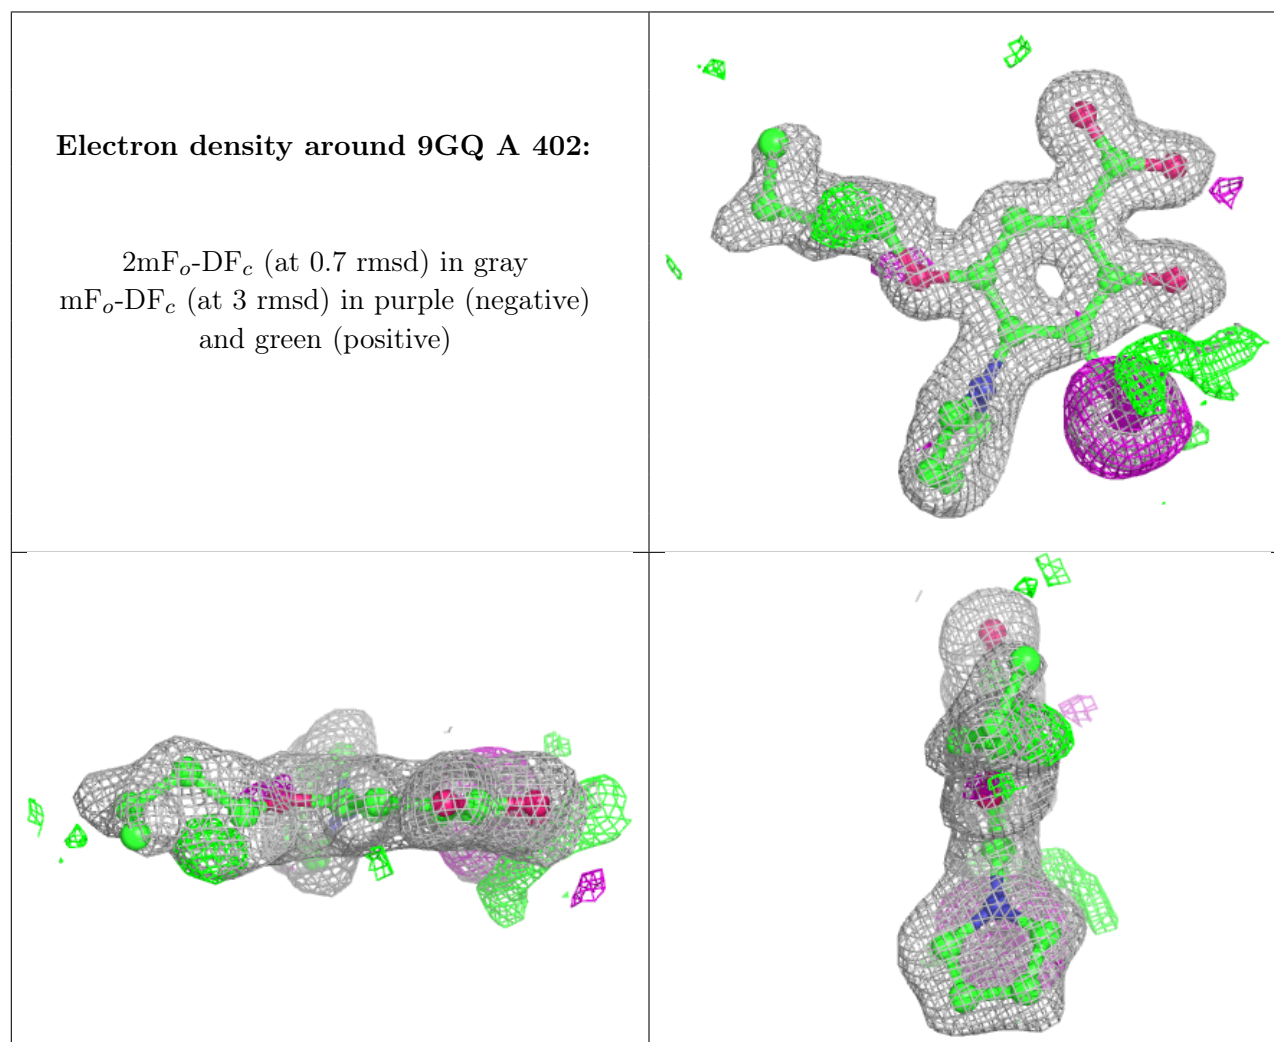 Electron density around 9GQ A 402:
2mFₒ-DF𝒸 (at 0.7 rmsd) in gray
mFₒ-DF𝒸 (at 3 rmsd) in purple (negative)
and green (positive)